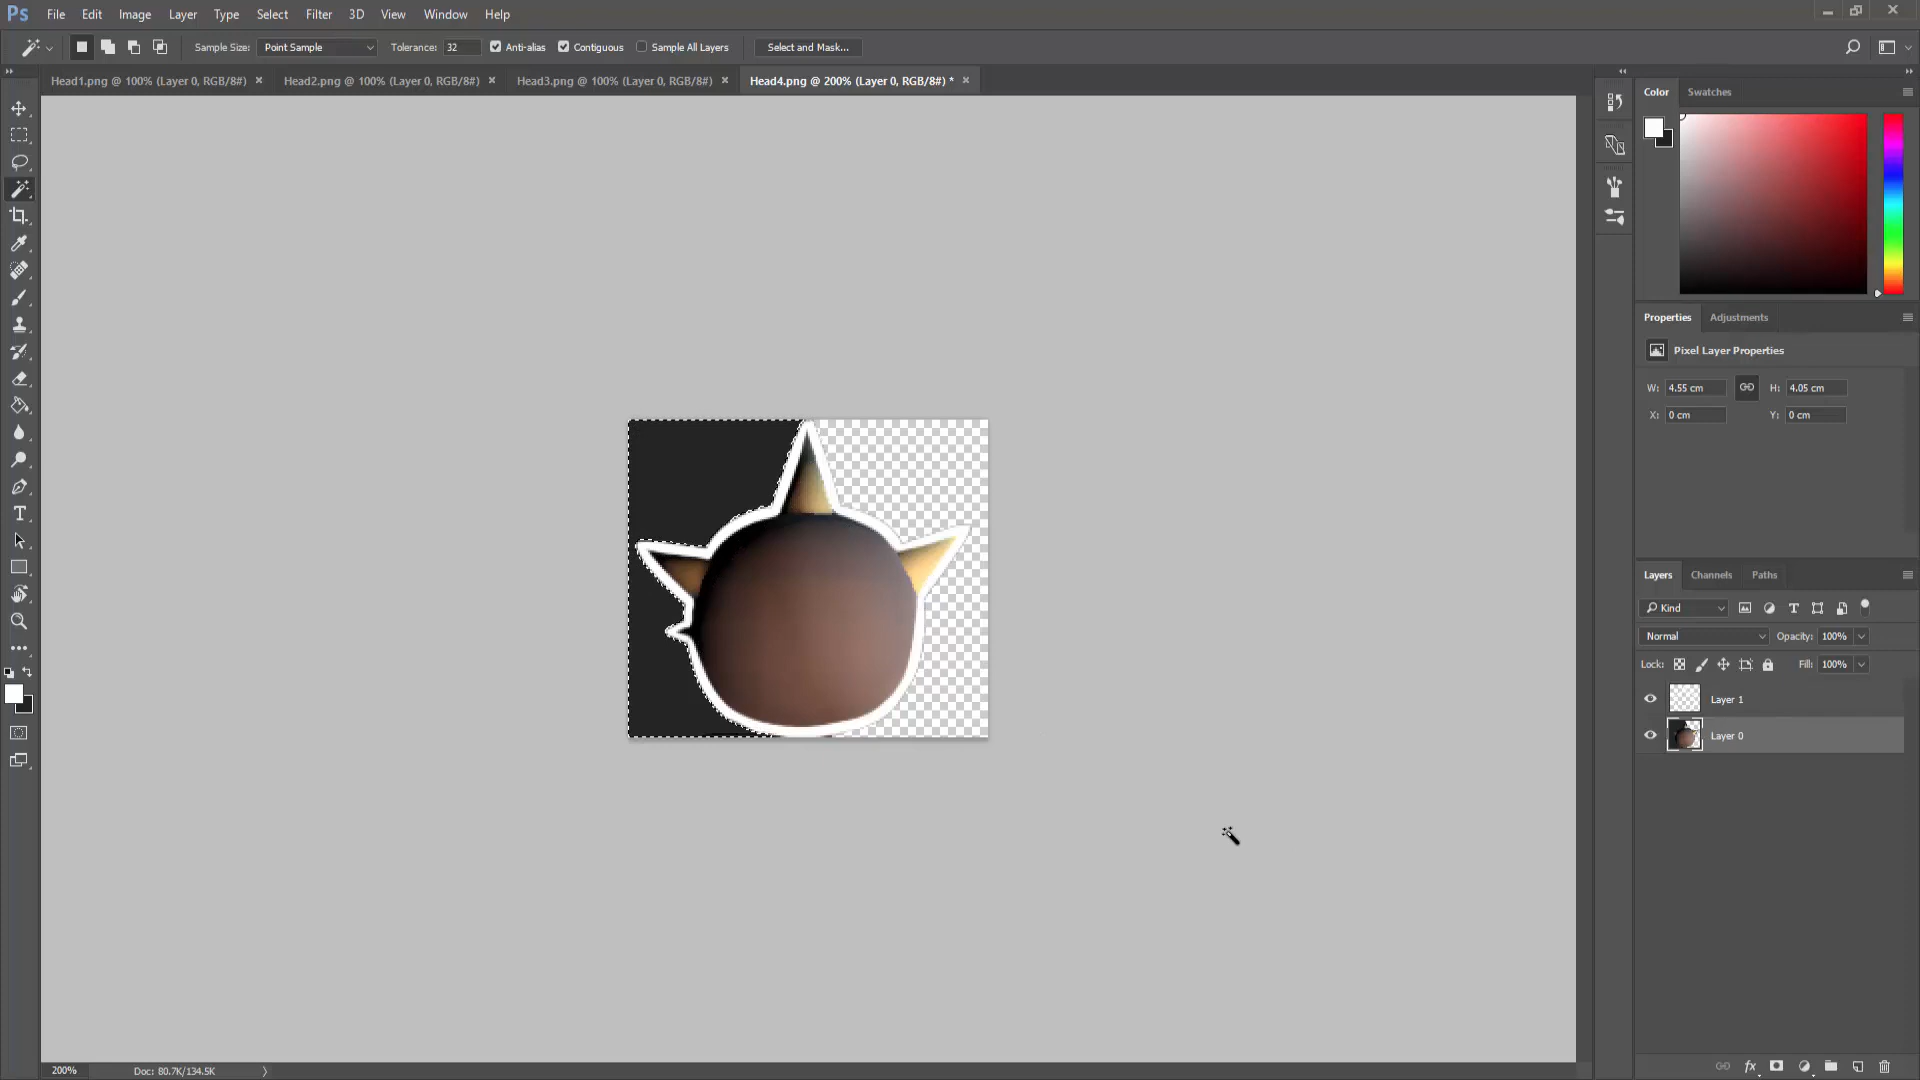 Ps File Edit Image Layer Type Select Filter 3D View Window Help
Sample Size: Point Sample Tolerance: 32 Anti-alias Contiguous Sample All Layers Select and Mask...
Head1.png @ 100% (Layer 0, RGB/8#) Head2.png @ 100% (Layer 0, RGB/8#) Head3.png @ 100% (Layer 0, RGB/8#) Head4.png @ 200% (Layer 0, RGB/8#) *
Color Swatches
Properties Adjustments
Pixel Layer Properties
W: 4.55 cm H: 4.05 cm
X: 0 cm Y: 0 cm
Layers Channels Paths
Kind
Normal Opacity: 100%
Lock: Fill: 100%
Layer 1
Layer 0
200% Doc: 80.7K/134.5K